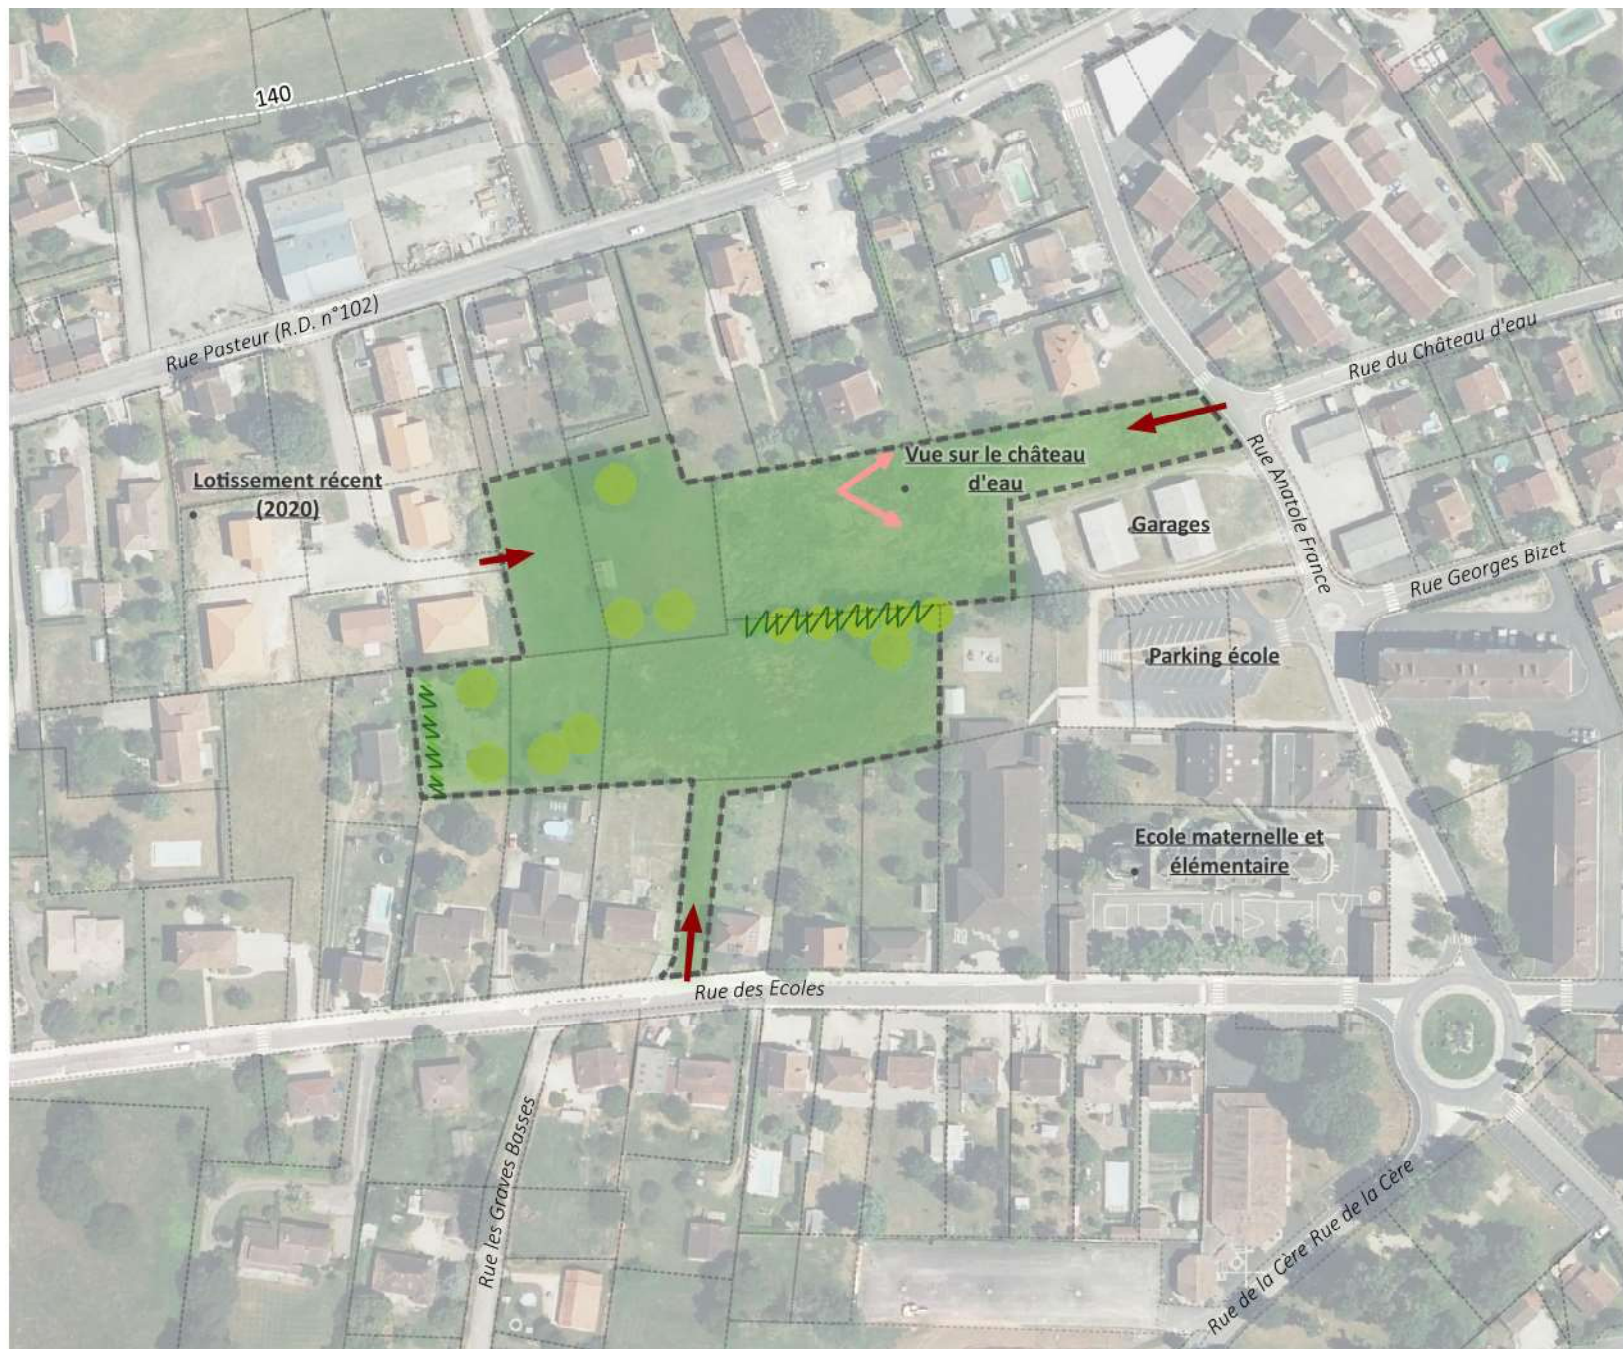 140
Rue Pasteur (R.D. n°102)
Rue du Château d'eau
Vue sur le château
d'eau
Lotissement récent
(2020)
Rue Anatole France
Garages
Rue Georges Bizet
Parking école
Ecole maternelle et
élémentaire
Rue des Ecoles
Rue les Graves Basses
Rue de la Cère Rue de la Cère